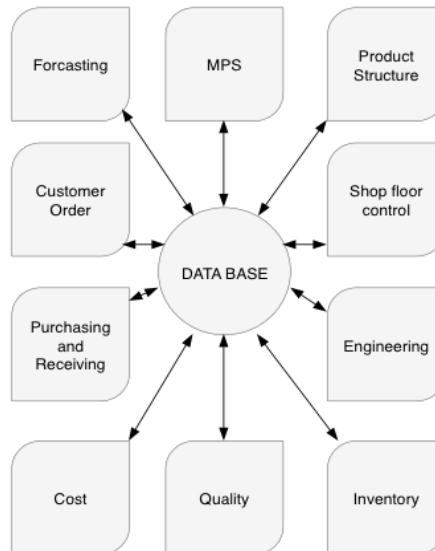 Forcasting
MPS
Product
Structure
Customer
Order
Shop floor
control
DATA BASE
Purchasing
and
Receiving
Engineering
Cost
Quality
Inventory